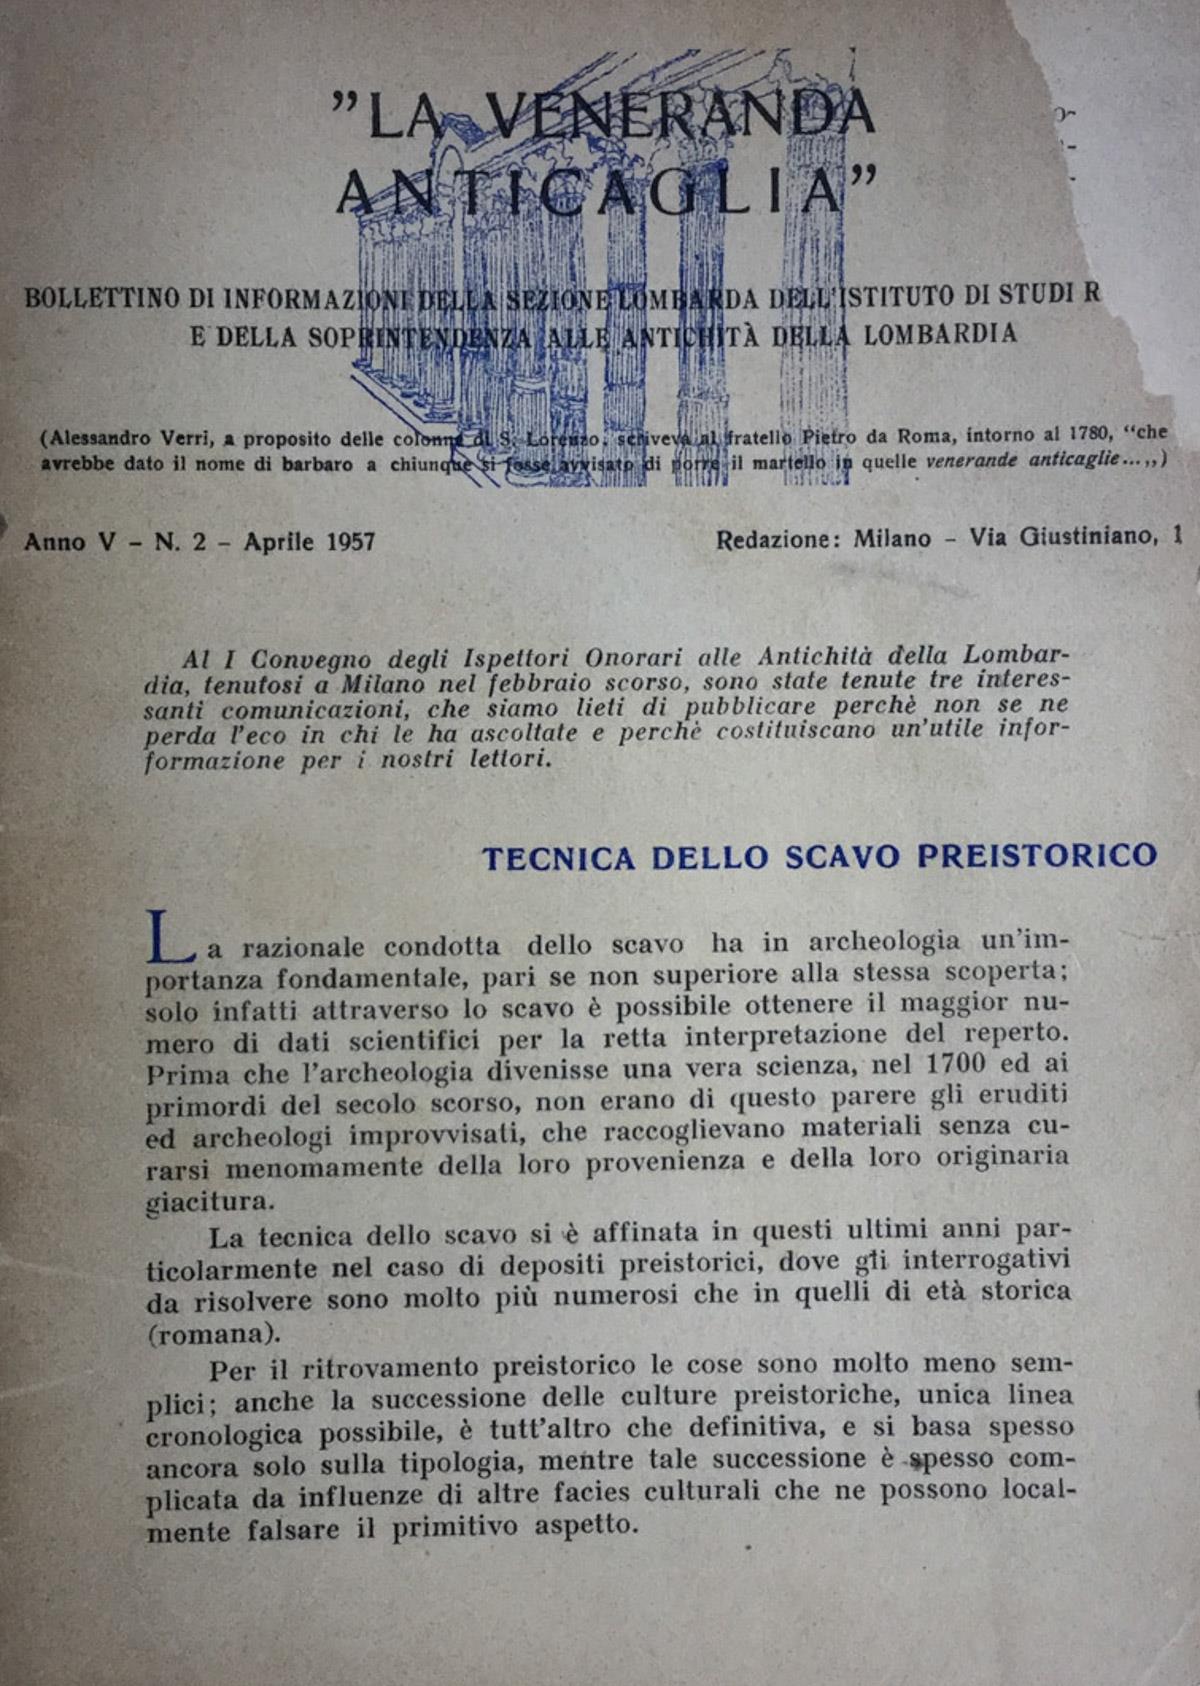 ”LA VENERANDA
ANTICAGLIA”
BOLLETTINO DI INFORMAZIONI DELLA SEZIONE LOMBARDA DELL'ISTITUTO DI STUDI R
E DELLA SOPRINTENDENZA ALLE ANTICHITÀ DELLA LOMBARDIA
(Alessandro Verri, a proposito delle colonne di S. Lorenzo, scriveva al fratello Pietro da Roma, intorno al 1780, “che
avrebbe dato il nome di barbaro a chiunque si fosse avvisato di porre il martello in quelle venerande anticaglie...„)
Anno V – N. 2 – Aprile 1957
Redazione: Milano – Via Giustiniano, 1
Al I Convegno degli Ispettori Onorari alle Antichità della Lombar-
dia, tenutosi a Milano nel febbraio scorso, sono state tenute tre interes-
santi comunicazioni, che siamo lieti di pubblicare perchè non se ne
perda l'eco in chi le ha ascoltate e perchè costituiscano un'utile infor-
formazione per i nostri lettori.
TECNICA DELLO SCAVO PREISTORICO
La razionale condotta dello scavo ha in archeologia un'im-
portanza fondamentale, pari se non superiore alla stessa scoperta;
solo infatti attraverso lo scavo è possibile ottenere il maggior nu-
mero di dati scientifici per la retta interpretazione del reperto.
Prima che l'archeologia divenisse una vera scienza, nel 1700 ed ai
primordi del secolo scorso, non erano di questo parere gli eruditi
ed archeologi improvvisati, che raccoglievano materiali senza cu-
rarsi menomamente della loro provenienza e della loro originaria
giacitura.
La tecnica dello scavo si è affinata in questi ultimi anni par-
ticolarmente nel caso di depositi preistorici, dove gli interrogativi
da risolvere sono molto più numerosi che in quelli di età storica
(romana).
Per il ritrovamento preistorico le cose sono molto meno sem-
plici; anche la successione delle culture preistoriche, unica linea
cronologica possibile, è tutt'altro che definitiva, e si basa spesso
ancora solo sulla tipologia, mentre tale successione è spesso com-
plicata da influenze di altre facies culturali che ne possono local-
mente falsare il primitivo aspetto.